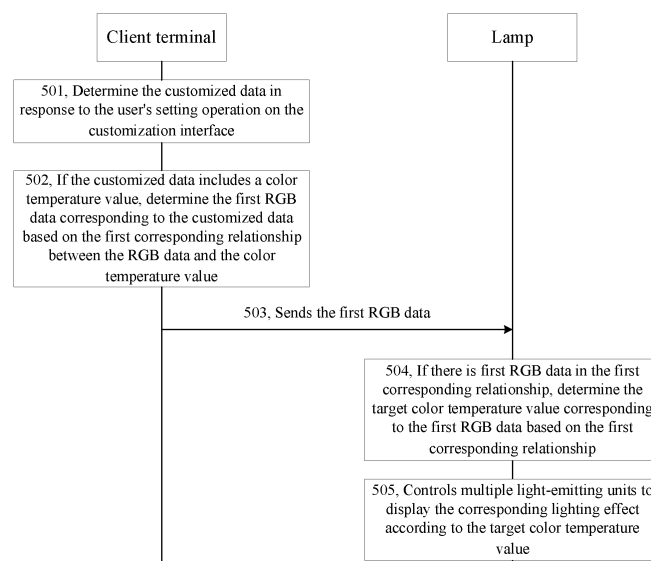 Client terminal
Lamp
501, Determine the customized data in
response to the user's setting operation on the
customization interface
502, If the customized data includes a color
temperature value, determine the first RGB
data corresponding to the customized data
based on the first corresponding relationship
between the RGB data and the color
temperature value
503, Sends the first RGB data
504, If there is first RGB data in the first
corresponding relationship, determine the
target color temperature value corresponding
to the first RGB data based on the first
corresponding relationship
505, Controls multiple light-emitting units to
display the corresponding lighting effect
according to the target color temperature
value